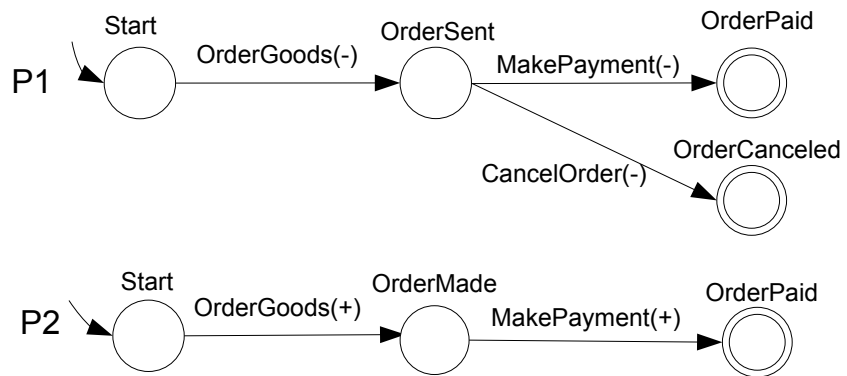 Start
OrderSent
OrderPaid
P1
OrderGoods(-)
MakePayment(-)
OrderCanceled
CancelOrder(-)
Start
OrderMade
OrderPaid
P2
OrderGoods(+)
MakePayment(+)